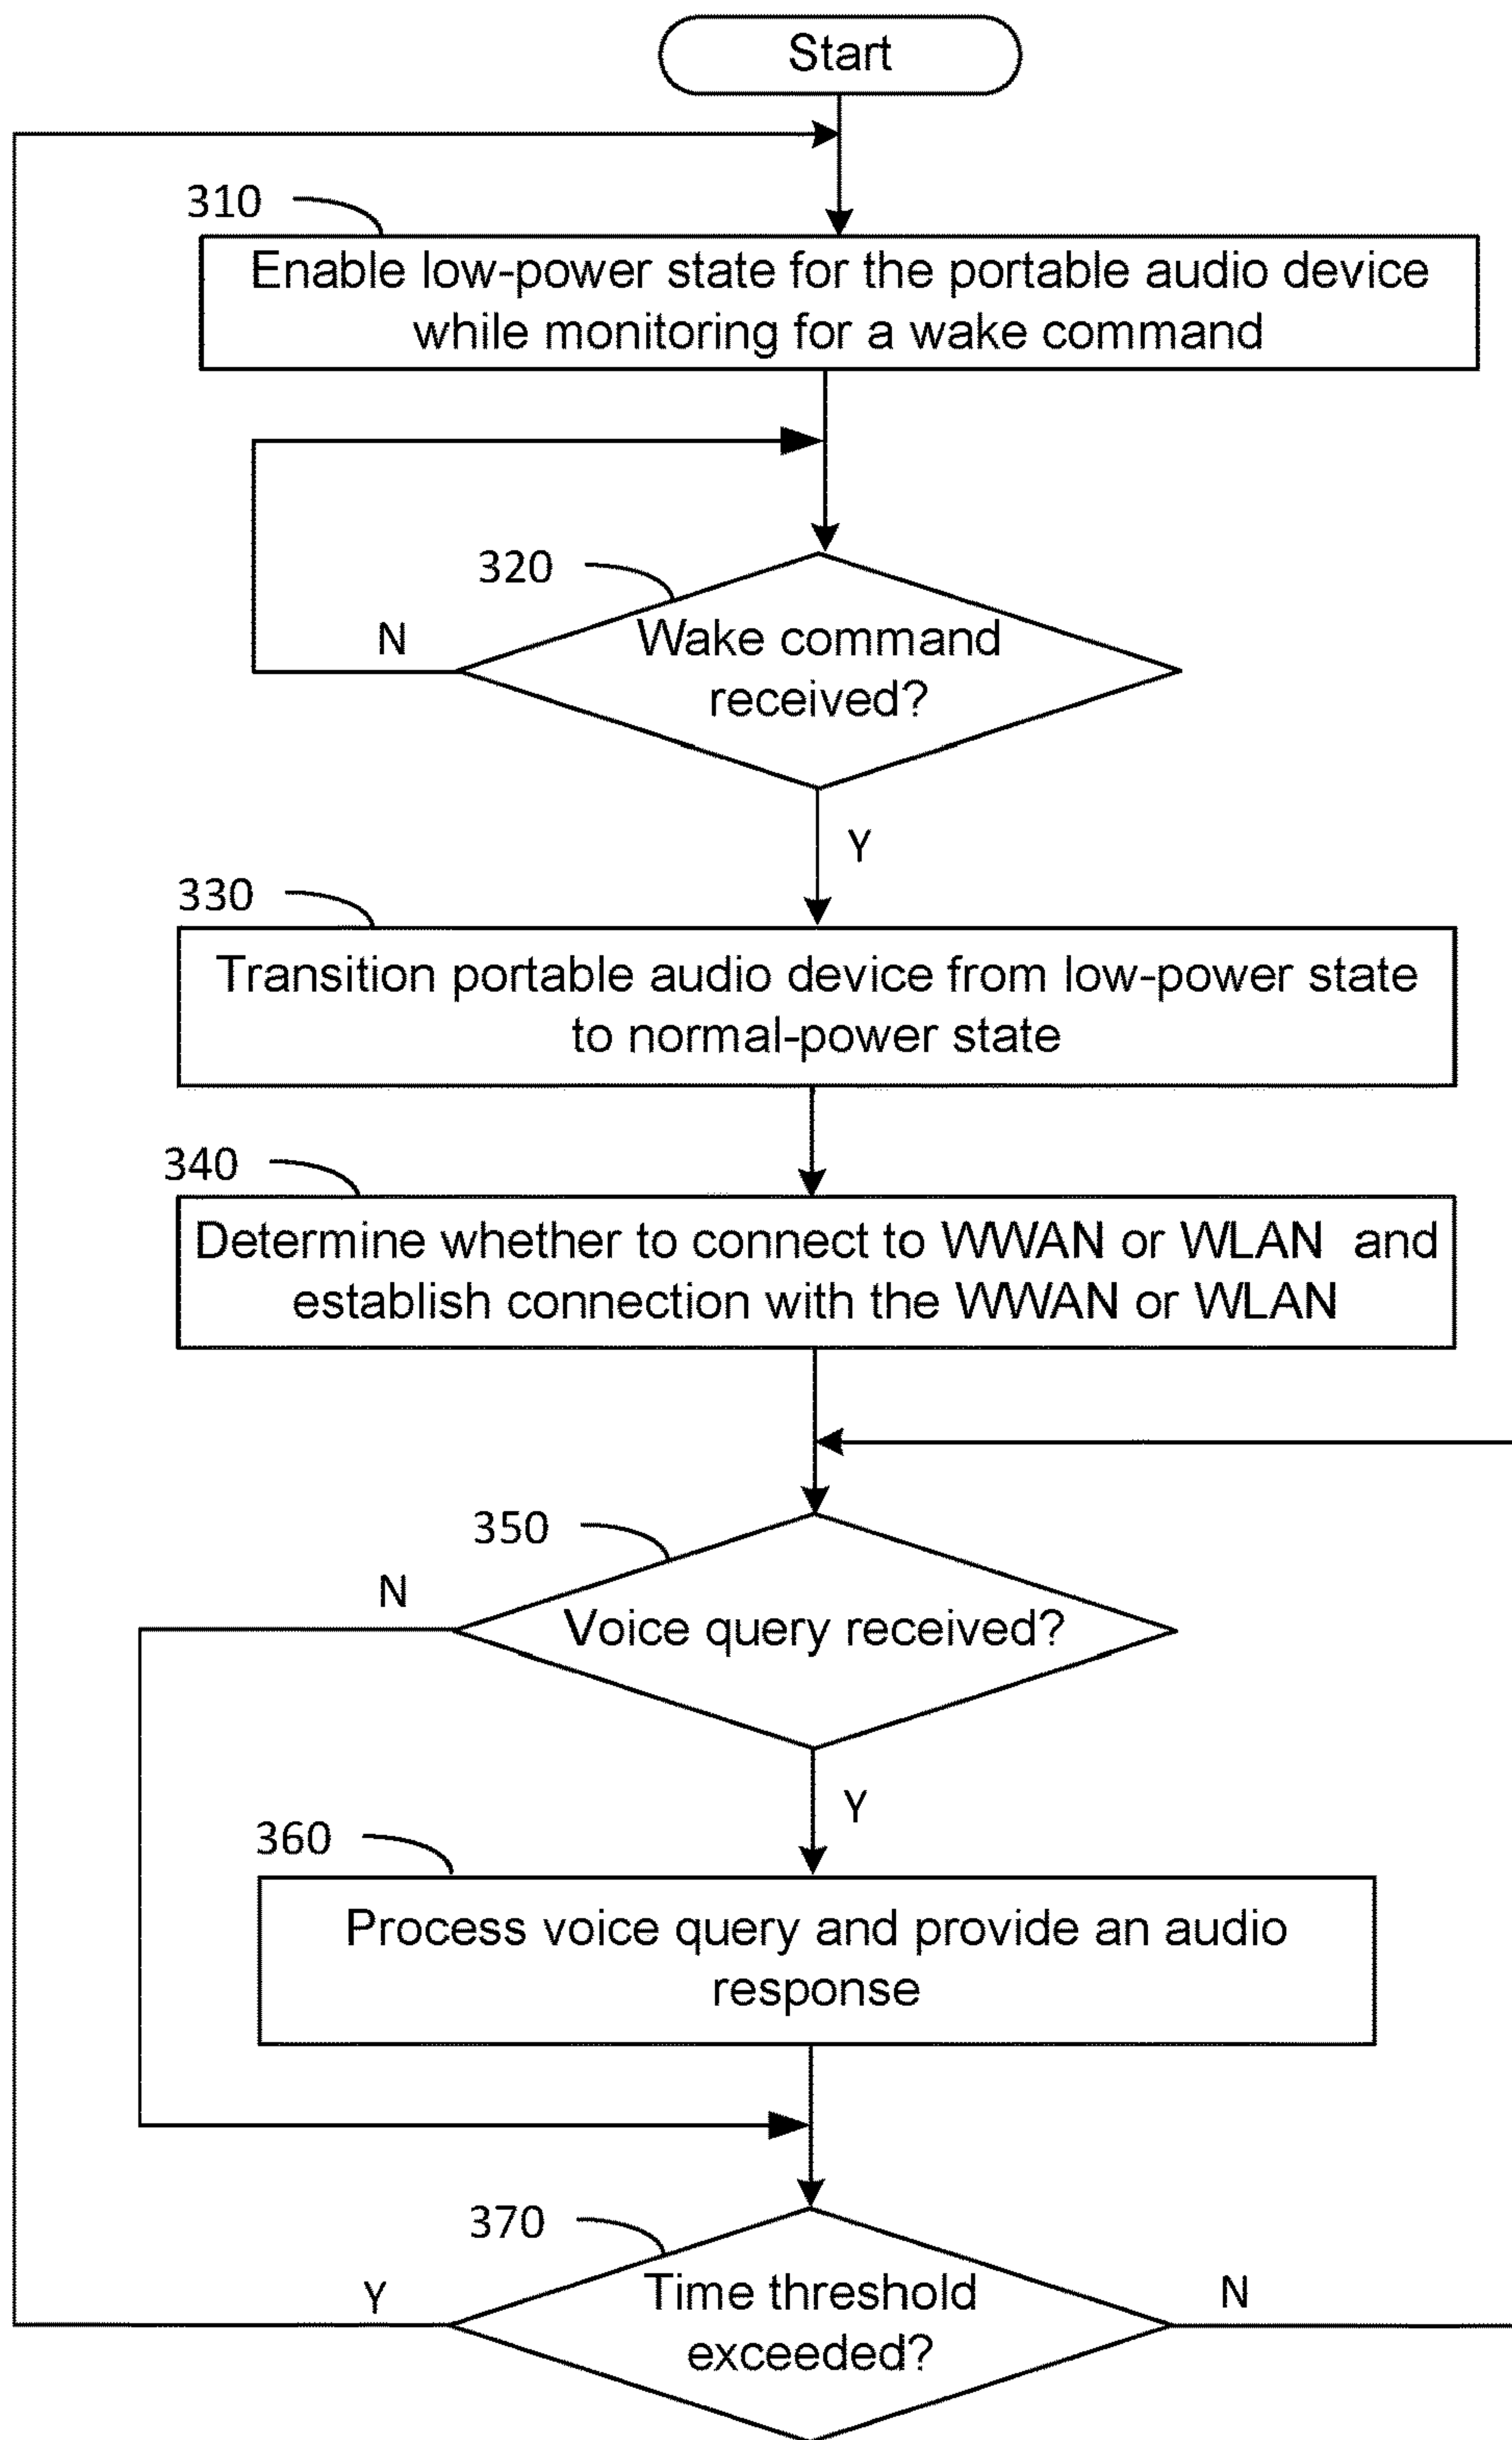 Start
310
Enable low-power state for the portable audio device
while monitoring for a wake command
320
Wake command
received?
N
Y
330
Transition portable audio device from low-power state
to normal-power state
340
Determine whether to connect to WWAN or WLAN and
establish connection with the WWAN or WLAN
350
N
Voice query received?
Y
360
Process voice query and provide an audio
response
370
Y
Time threshold
exceeded?
N